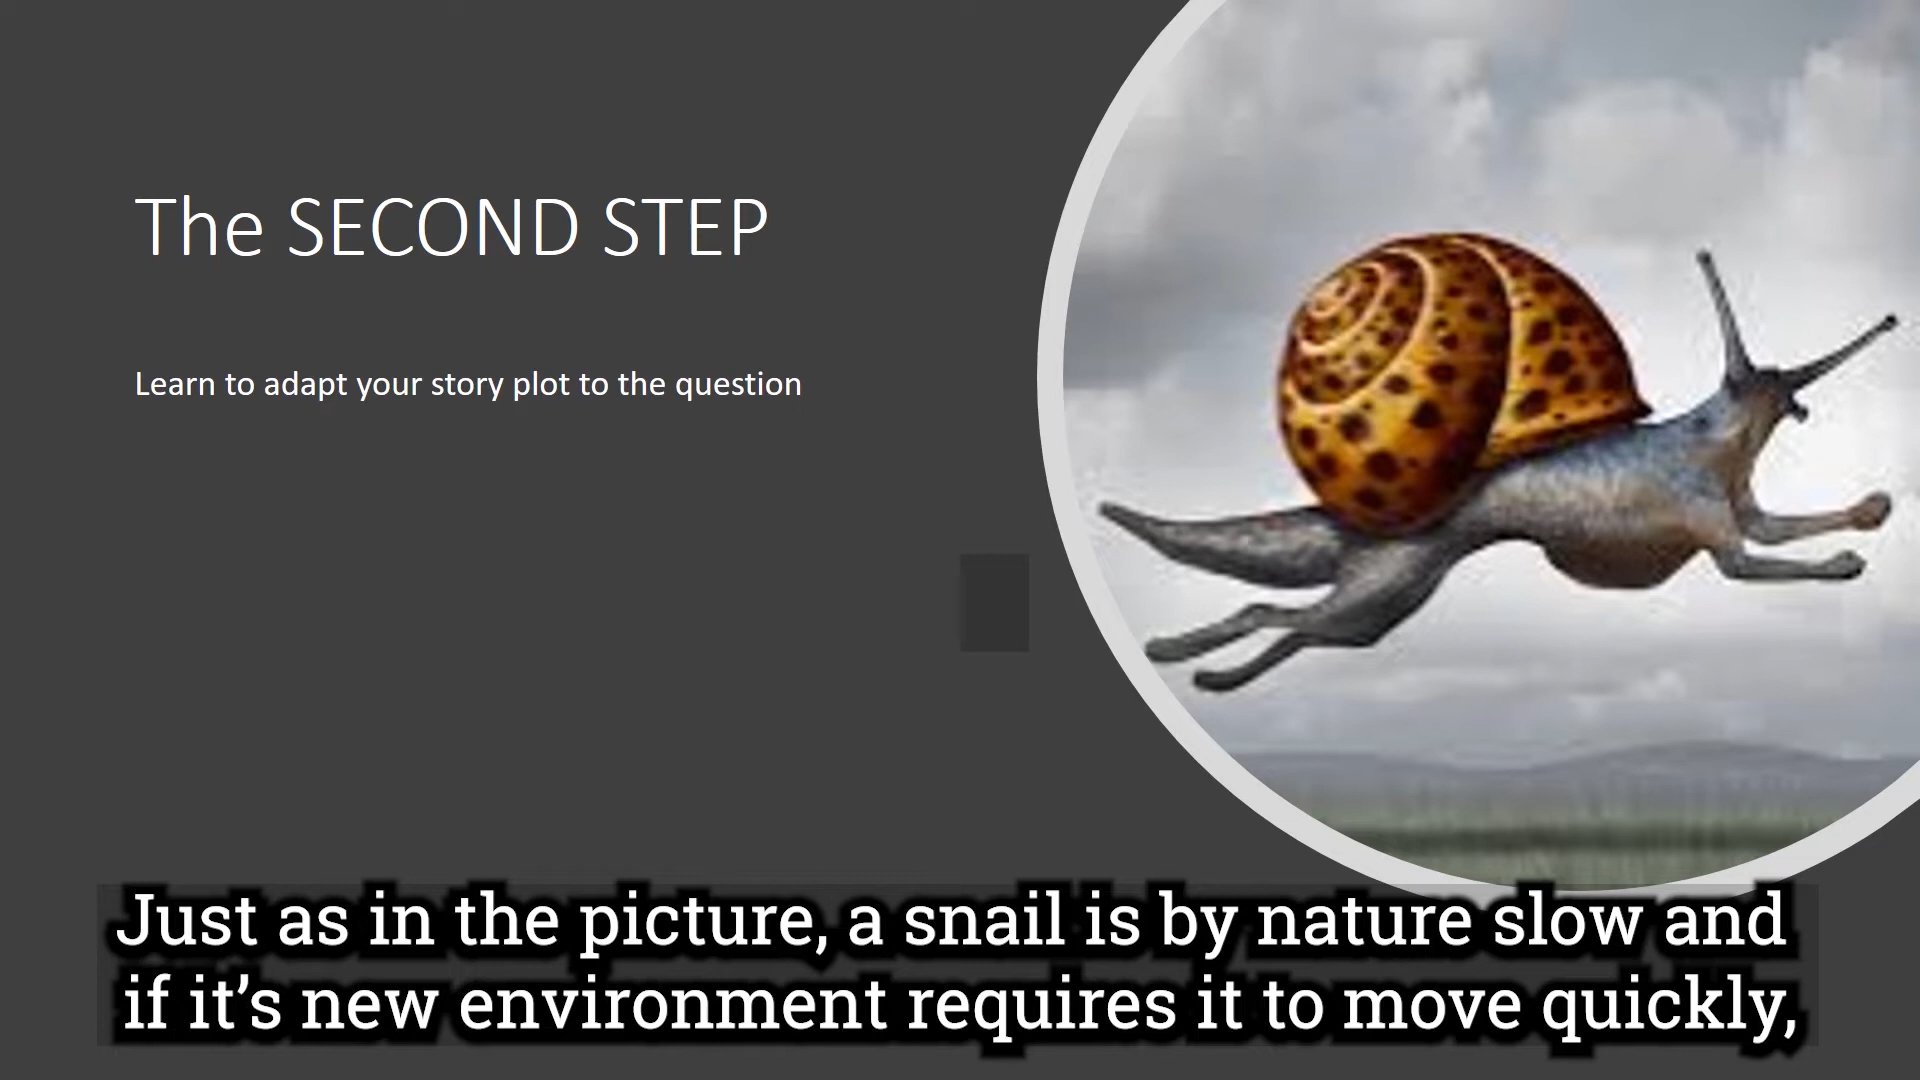 The SECOND STEP
Learn to adapt your story plot to the question
Just as in the picture, a snail is by nature slow and
if it’s new environment requires it to move quickly,